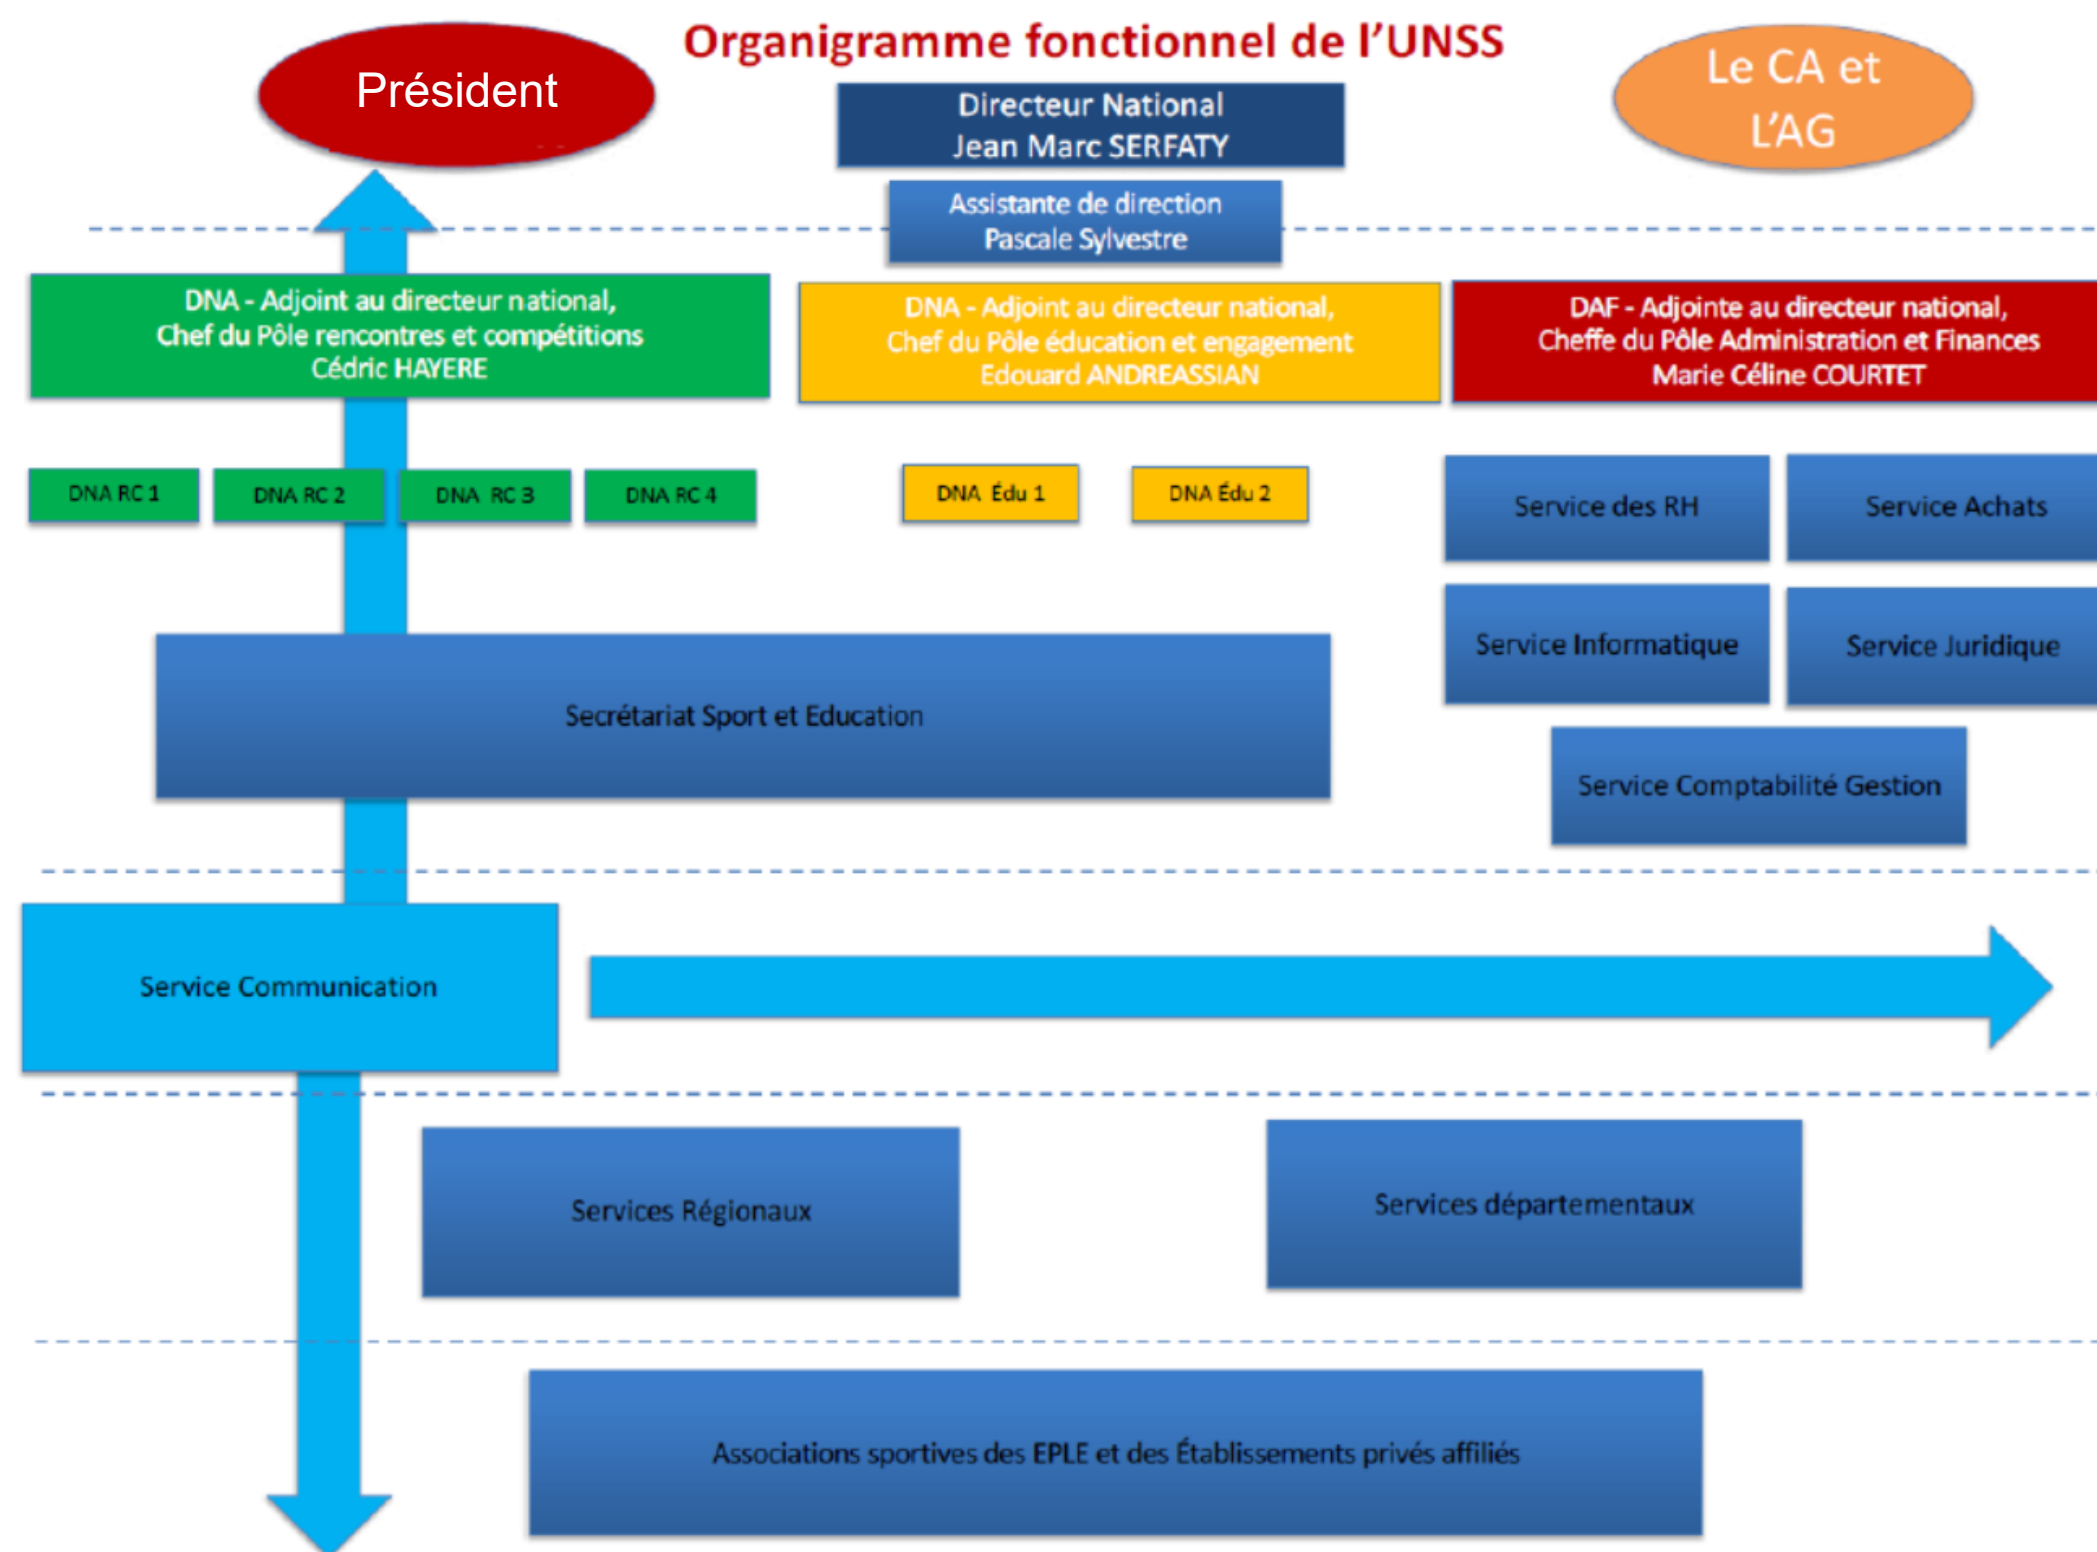 Organigramme fonctionnel de l'UNSS
Président
Directeur National
Jean Marc SERFATY
Le CA et
L'AG
Assistante de direction
Pascale Sylvestre
DNA - Adjoint au directeur national,
Chef du Pôle rencontres et compétitions
Cédric HAYERE
DNA - Adjoint au directeur national,
Chef du Pôle éducation et engagement
Edouard ANDREASSIAN
DAF - Adjointe au directeur national,
Cheffe du Pôle Administration et Finances
Marie Céline COURTET
DNA RC 1
DNA RC 2
DNA RC 3
DNA RC 4
DNA Édu 1
DNA Édu 2
Service des RH
Service Achats
Service Informatique
Service Juridique
Secrétariat Sport et Education
Service Comptabilité Gestion
Service Communication
Services Régionaux
Services départementaux
Associations sportives des EPLE et des Établissements privés affiliés